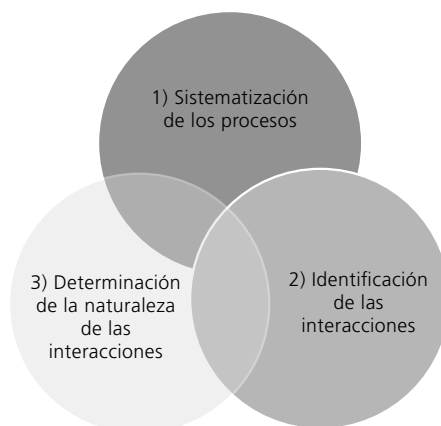 1) Sistematización
de los procesos
3) Determinación
de la naturaleza
de las
interacciones
2) Identificación
de las
interacciones